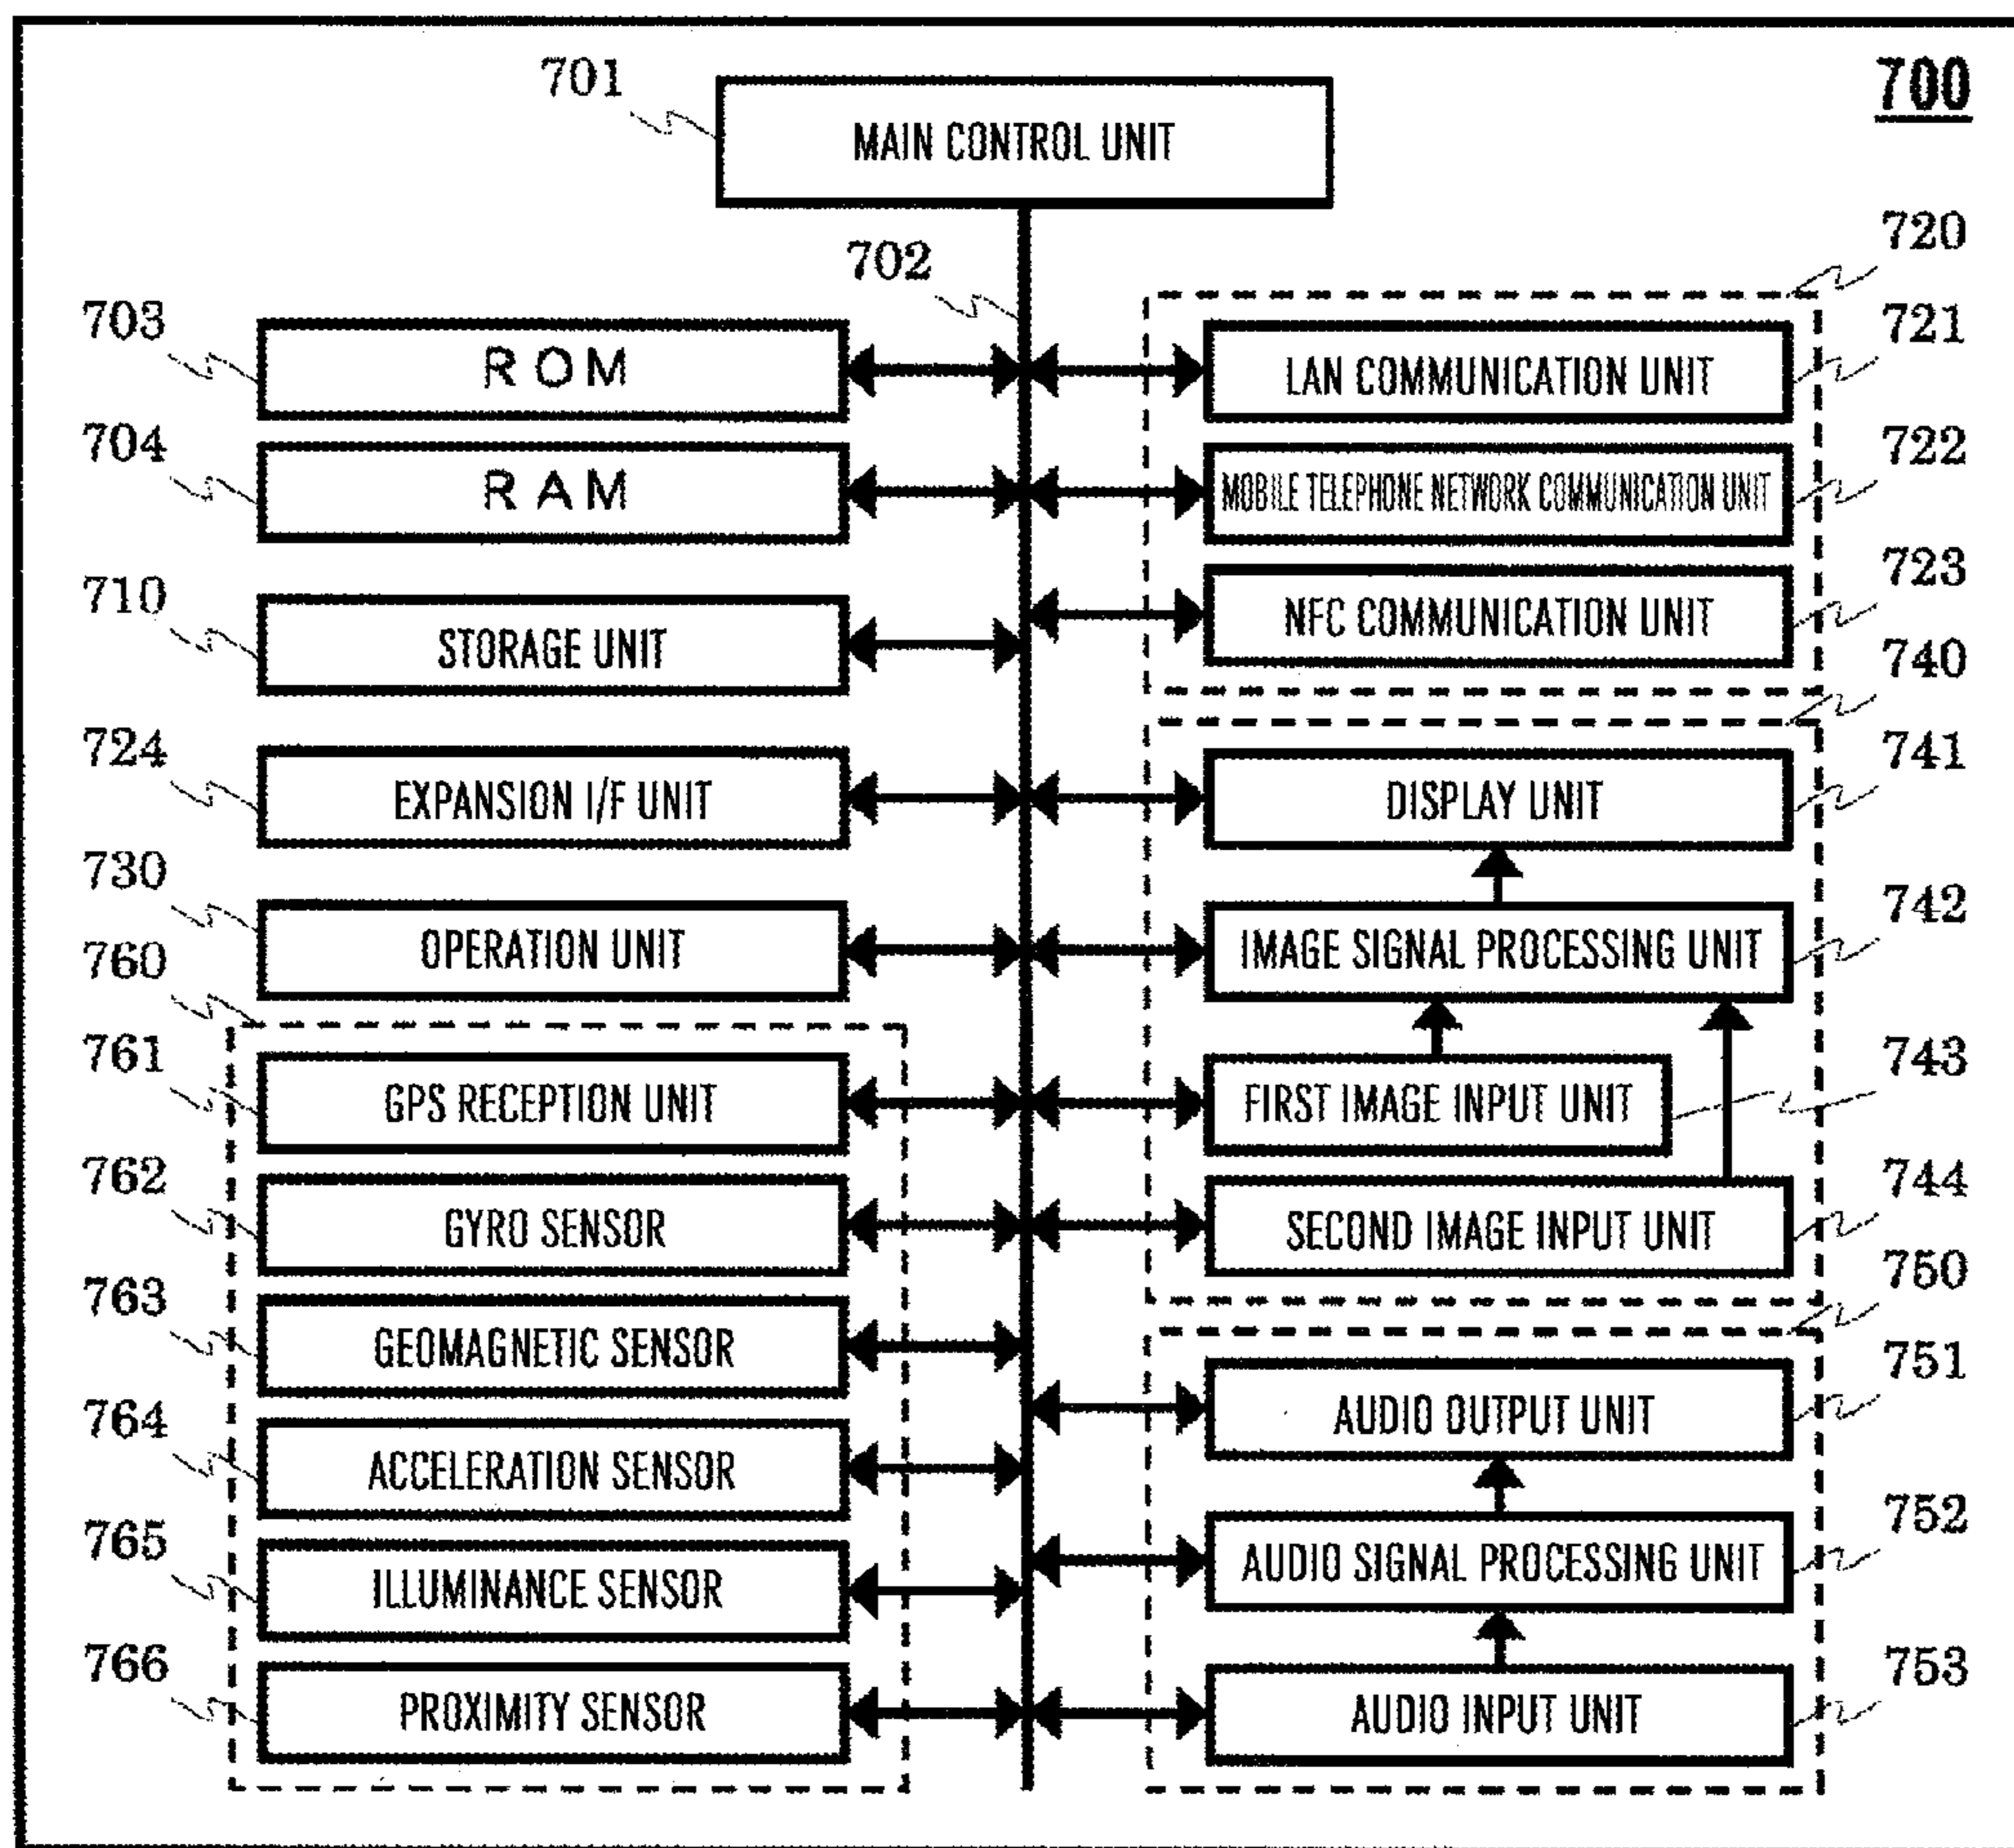 700
701
MAIN CONTROL UNIT
702
720
703
ROM
721
LAN COMMUNICATION UNIT
704
RAM
722
MOBILE TELEPHONE NETWORK COMMUNICATION UNIT
723
NFC COMMUNICATION UNIT
710
STORAGE UNIT
740
724
EXPANSION I/F UNIT
741
DISPLAY UNIT
730
OPERATION UNIT
742
IMAGE SIGNAL PROCESSING UNIT
760
761
GPS RECEPTION UNIT
743
FIRST IMAGE INPUT UNIT
762
GYRO SENSOR
744
SECOND IMAGE INPUT UNIT
750
763
GEOMAGNETIC SENSOR
751
AUDIO OUTPUT UNIT
764
ACCELERATION SENSOR
752
AUDIO SIGNAL PROCESSING UNIT
765
ILLUMINANCE SENSOR
753
AUDIO INPUT UNIT
766
PROXIMITY SENSOR